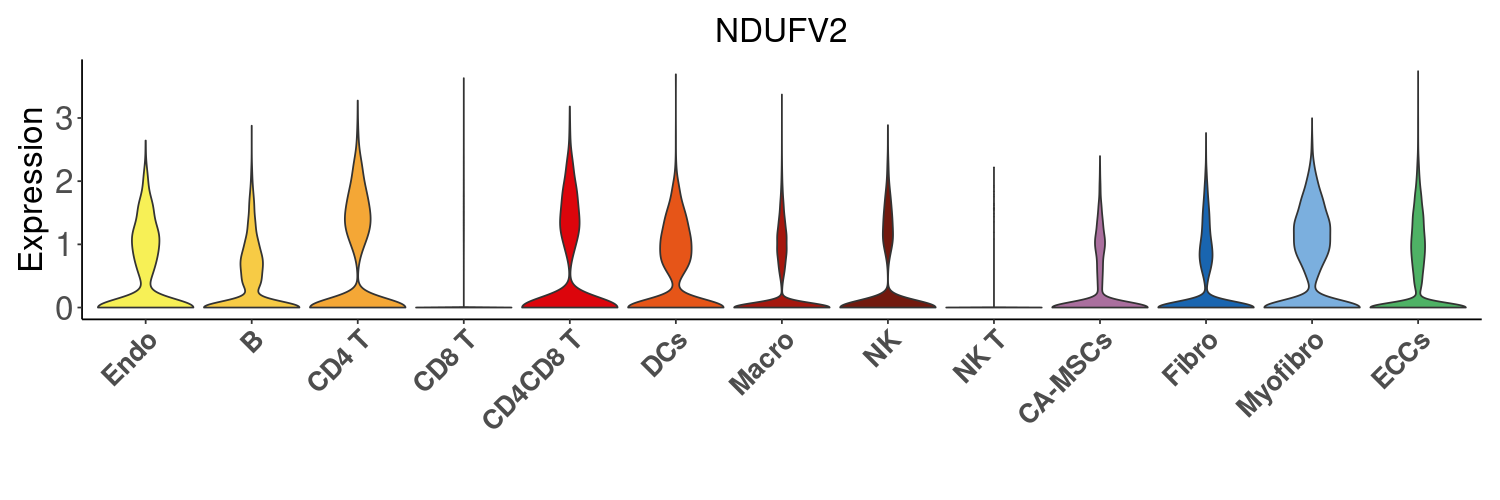 NDUFV2
Expression
3
2
1
0
Endo
B
CD4 T
CD8 T
CD4CD8 T
DCs
Macro
NK
NK T
CA-MSCs
Fibro
Myofibro
ECCs